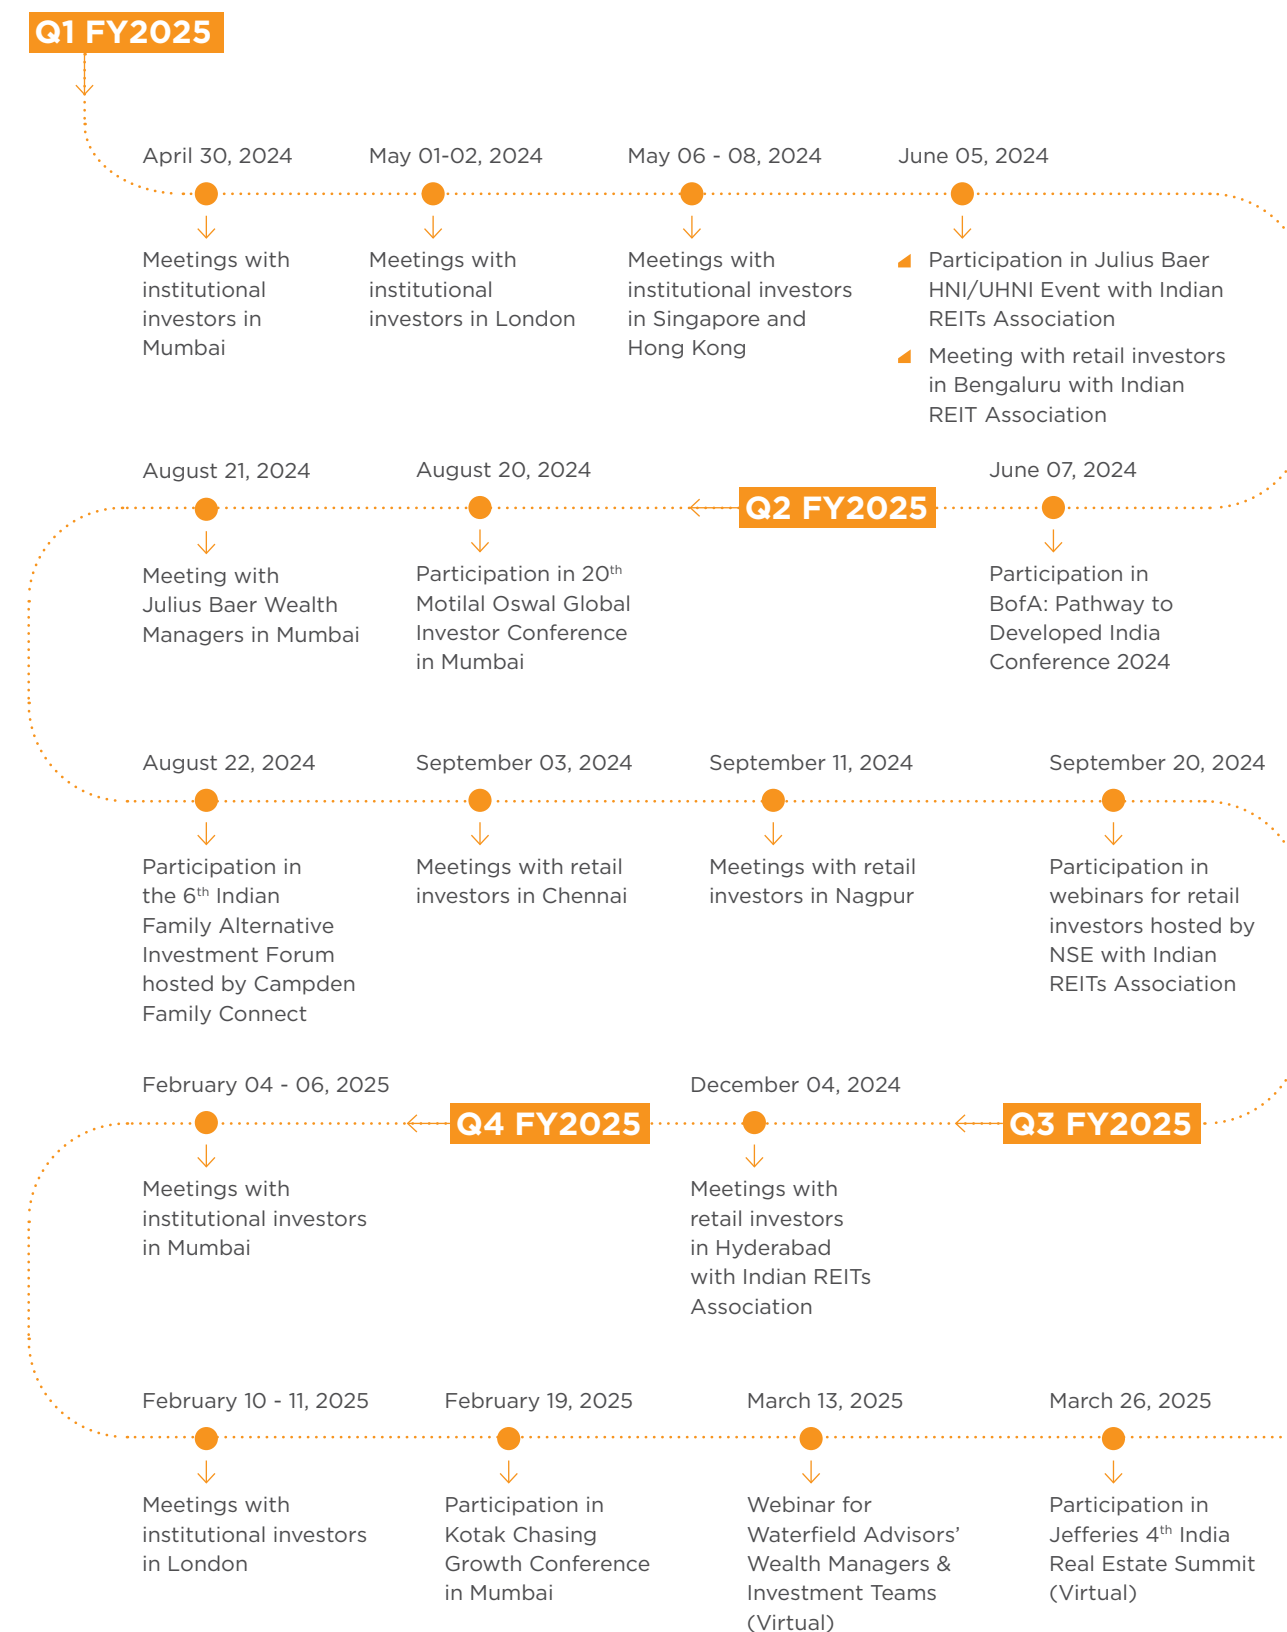 Q1 FY2025
April 30, 2024
Meetings with
institutional
investors in
Mumbai
May 01-02, 2024
Meetings with
institutional
investors in London
May 06 - 08, 2024
Meetings with
institutional investors
in Singapore and
Hong Kong
June 05, 2024
Participation in Julius Baer
HNI/UHNI Event with Indian
REITs Association
Meeting with retail investors
in Bengaluru with Indian
REIT Association
June 07, 2024
Participation in
BofA: Pathway to
Developed India
Conference 2024
Q2 FY2025
August 20, 2024
Participation in 20th
Motilal Oswal Global
Investor Conference
in Mumbai
August 21, 2024
Meeting with
Julius Baer Wealth
Managers in Mumbai
August 22, 2024
Participation in
the 6th Indian
Family Alternative
Investment Forum
hosted by Campden
Family Connect
September 03, 2024
Meetings with retail
investors in Chennai
September 11, 2024
Meetings with retail
investors in Nagpur
September 20, 2024
Participation in
webinars for retail
investors hosted by
NSE with Indian
REITs Association
Q3 FY2025
December 04, 2024
Meetings with
retail investors
in Hyderabad
with Indian REITs
Association
Q4 FY2025
February 04 - 06, 2025
Meetings with
institutional investors
in Mumbai
February 10 - 11, 2025
Meetings with
institutional investors
in London
February 19, 2025
Participation in
Kotak Chasing
Growth Conference
in Mumbai
March 13, 2025
Webinar for
Waterfield Advisors’
Wealth Managers &
Investment Teams
(Virtual)
March 26, 2025
Participation in
Jefferies 4th India
Real Estate Summit
(Virtual)